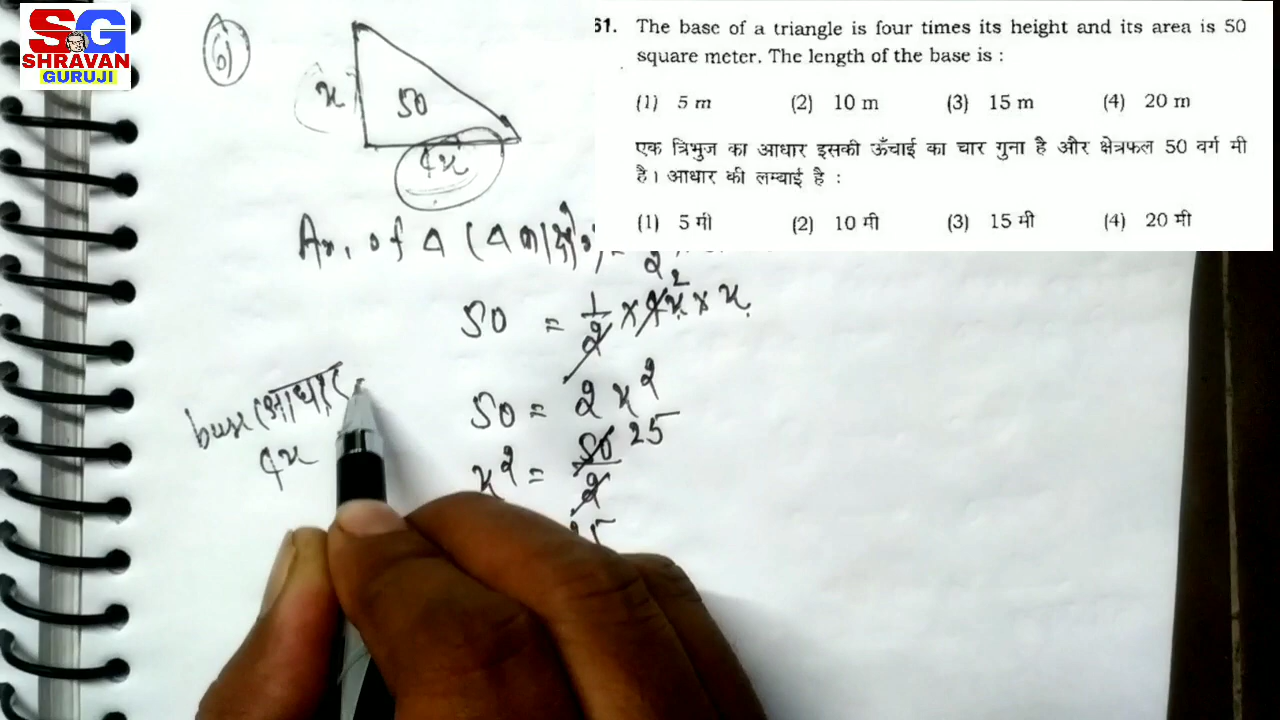 SG
SHRAVAN
GURUJI
61. The base of a triangle is four times its height and its area is 50
square meter. The length of the base is :
(1) 5 m (2) 10 m (3) 15 m (4) 20 m
एक त्रिभुज का आधार इसकी ऊँचाई का चार गुना है और क्षेत्रफल 50 वर्ग मी
है। आधार की लम्बाई है :
(1) 5 मी (2) 10 मी (3) 15 मी (4) 20 मी
x 50
4x
Ar. of Δ (Δ का क्षे०) =
50 = 1/2 × 4x 2 × x
50 = 2x²
x² = 50/2 25
base (आधार
4x
25